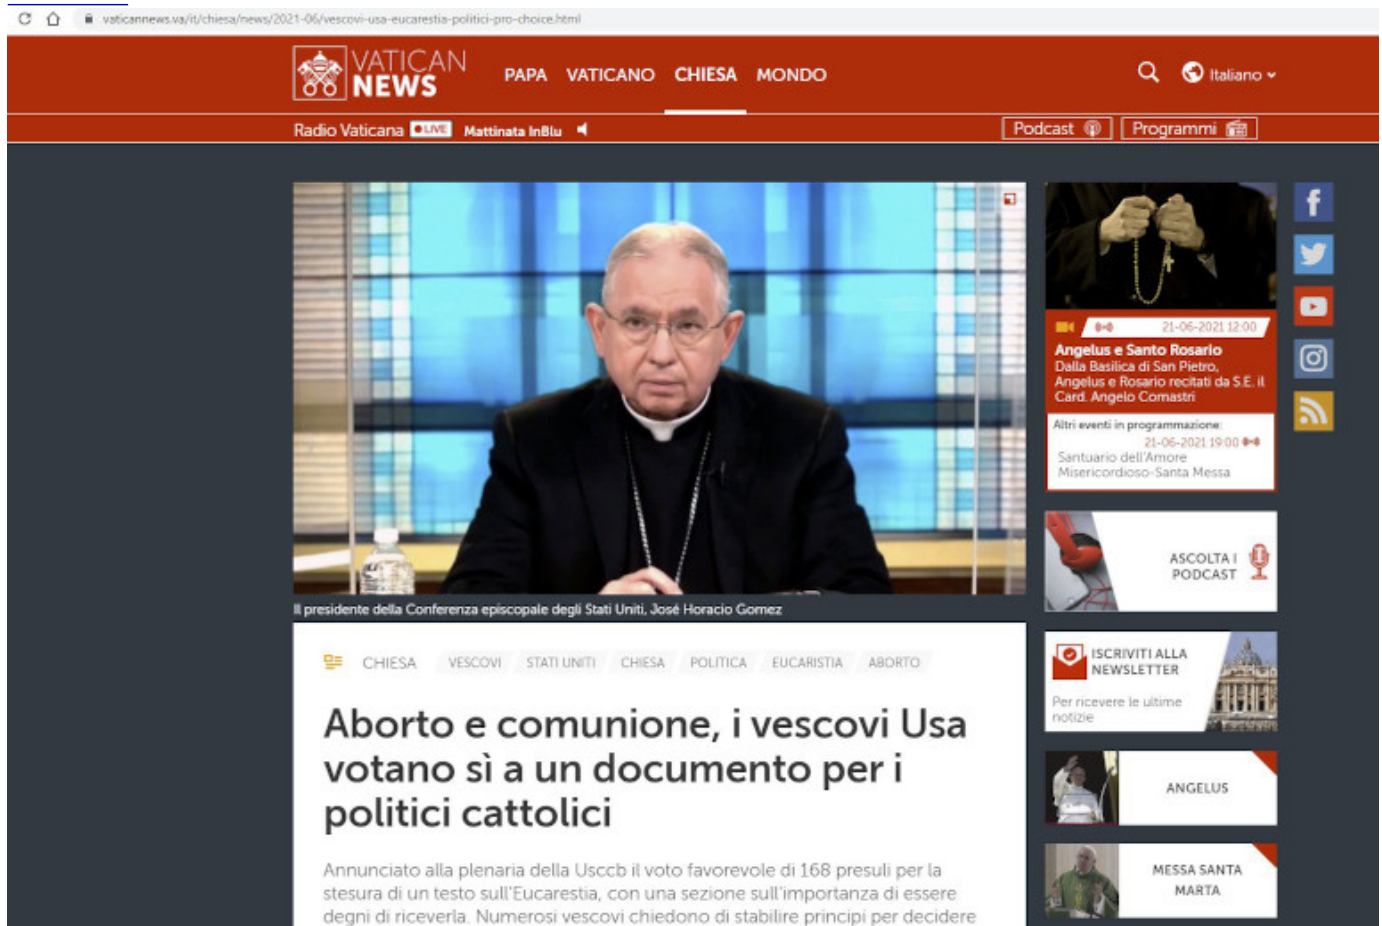 vaticannews.va/it/chiesa/news/2021-06/vescovi-usa-eucarestia-politici-pro-choice.html
VATICAN
NEWS
PAPA VATICANO CHIESA MONDO
Italiano
Radio Vaticana LIVE Mattinata InBlu
Podcast
Programmi
Il presidente della Conferenza episcopale degli Stati Uniti, José Horacio Gomez
CHIESA VESCOVI STATI UNITI CHIESA POLITICA EUCARISTIA ABORTO
Aborto e comunione, i vescovi Usa
votano sì a un documento per i
politici cattolici
Annunciato alla plenaria della Usccb il voto favorevole di 168 presuli per la
stesura di un testo sull'Eucarestia, con una sezione sull'importanza di essere
degni di riceverla. Numerosi vescovi chiedono di stabilire principi per decidere
21-06-2021 12:00
Angelus e Santo Rosario
Dalla Basilica di San Pietro,
Angelus e Rosario recitati da S.E. il
Card. Angelo Comastri
Altri eventi in programmazione:
21-06-2021 19:00
Santuario dell'Amore
Misericordioso-Santa Messa
ASCOLTA I
PODCAST
ISCRIVITI ALLA
NEWSLETTER
Per ricevere le ultime
notizie
ANGELUS
MESSA SANTA
MARTA